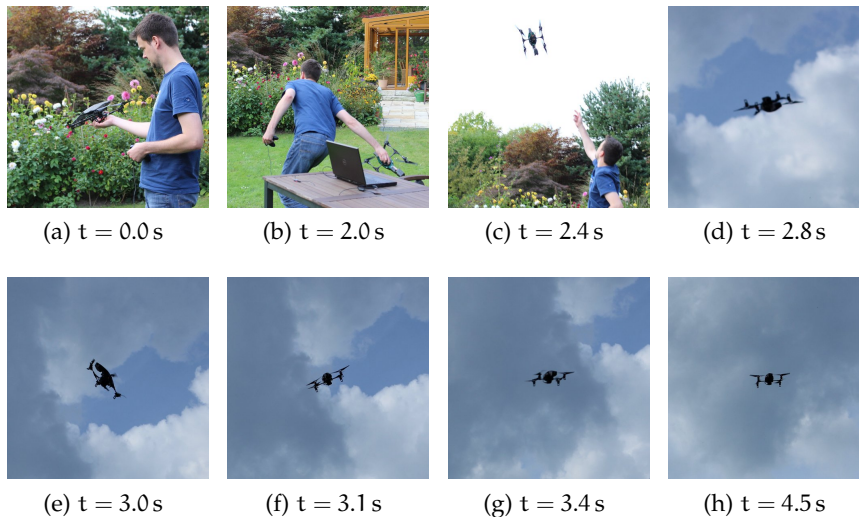 (a) t = 0.0 s
(b) t = 2.0 s
(c) t = 2.4 s
(d) t = 2.8 s
(e) t = 3.0 s
(f) t = 3.1 s
(g) t = 3.4 s
(h) t = 4.5 s